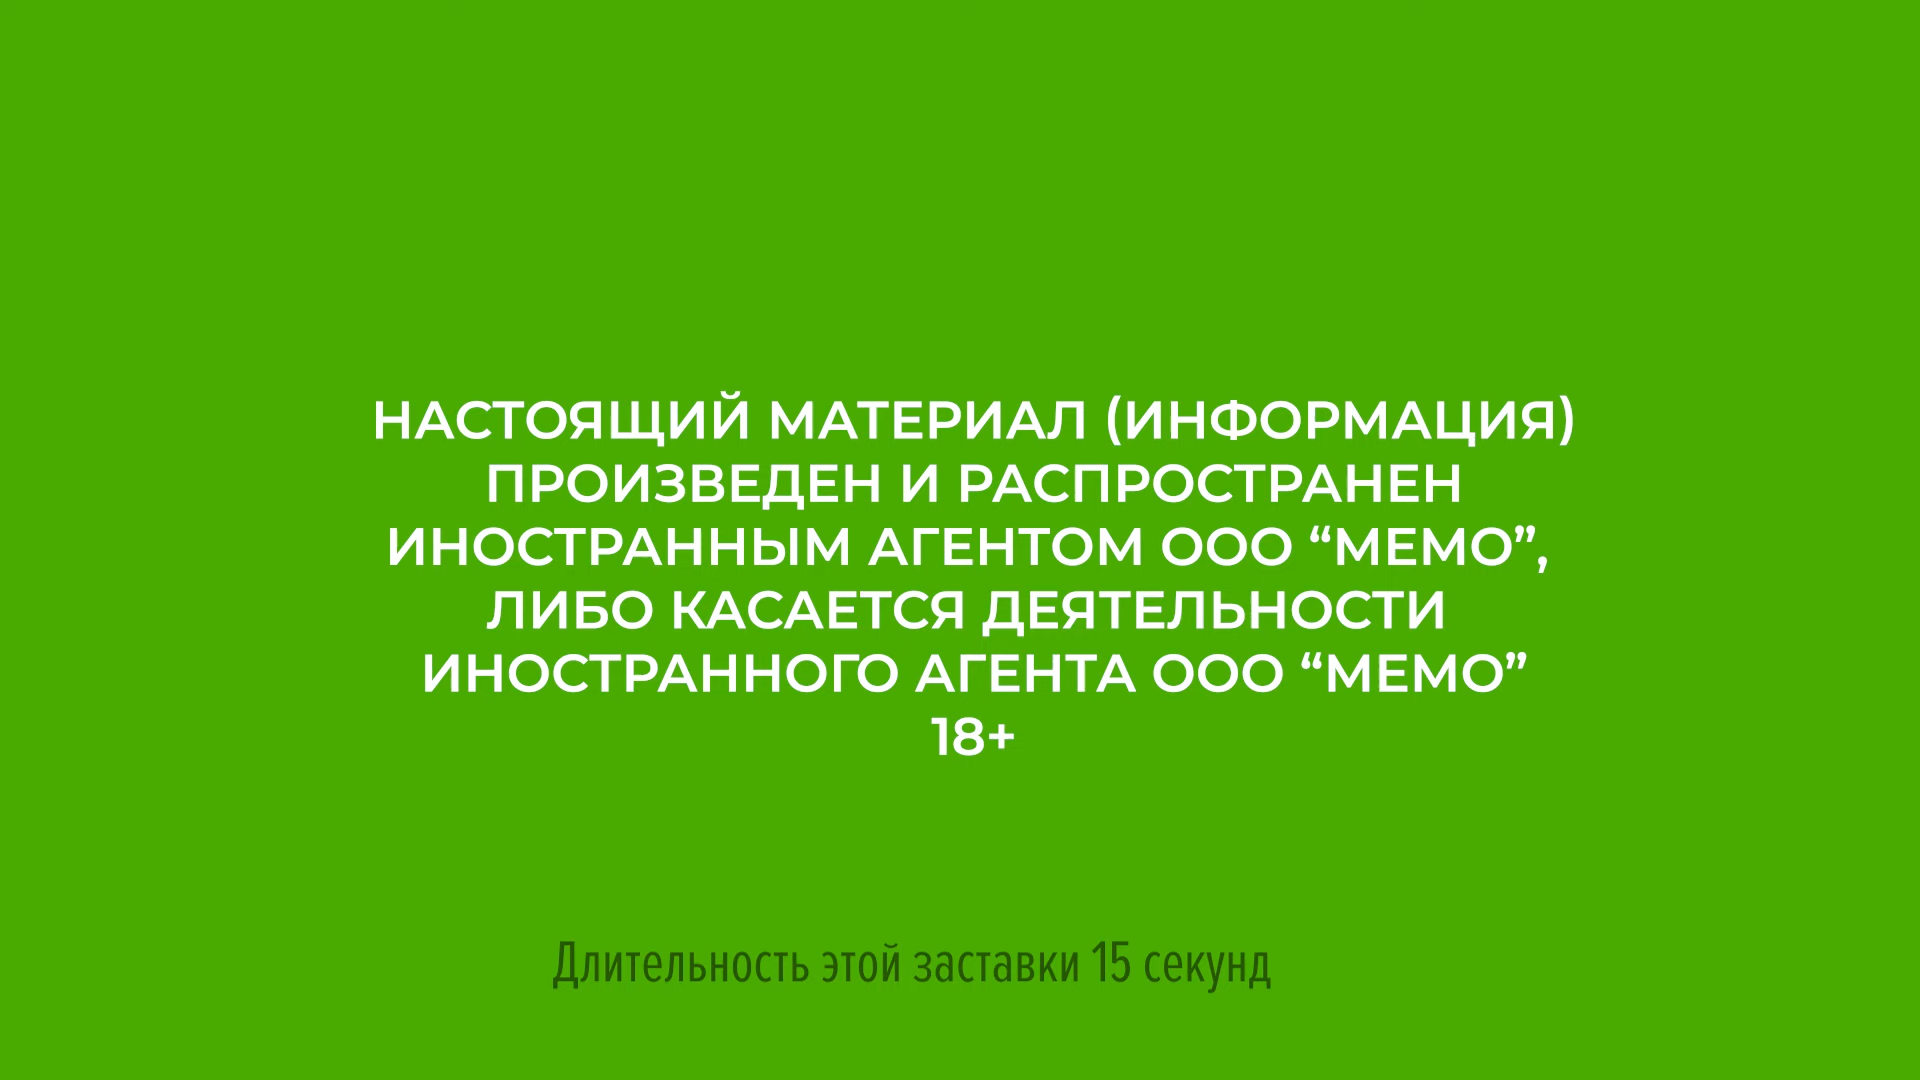 НАСТОЯЩИЙ МАТЕРИАЛ (ИНФОРМАЦИЯ)
ПРОИЗВЕДЕН И РАСПРОСТРАНЕН
ИНОСТРАННЫМ АГЕНТОМ ООО “МЕМО”,
ЛИБО КАСАЕТСЯ ДЕЯТЕЛЬНОСТИ
ИНОСТРАННОГО АГЕНТА ООО “МЕМО”
18+
Длительность этой заставки 15 секунд